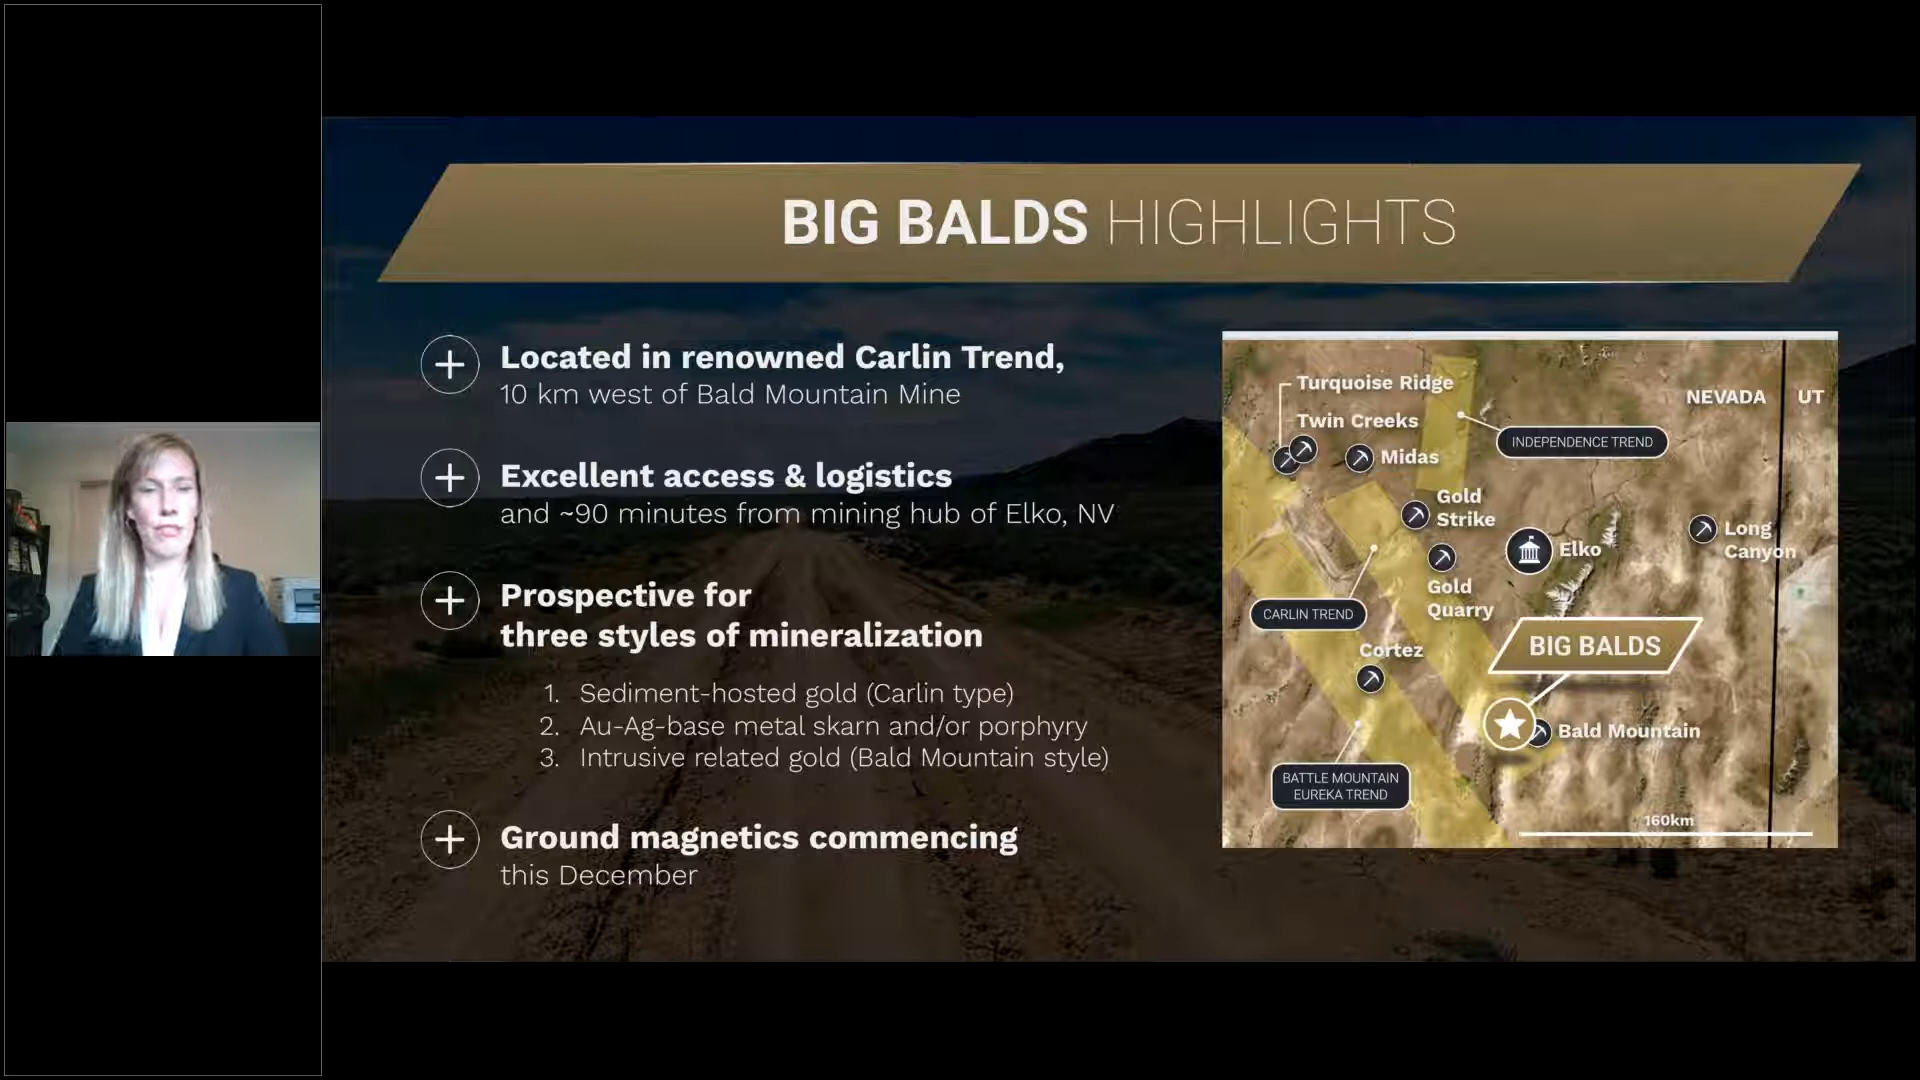 BIG BALDS HIGHLIGHTS
Located in renowned Carlin Trend,
10 km west of Bald Mountain Mine
Excellent access & logistics
and ~90 minutes from mining hub of Elko, NV
Prospective for
three styles of mineralization
1. Sediment-hosted gold (Carlin type)
2. Au-Ag-base metal skarn and/or porphyry
3. Intrusive related gold (Bald Mountain style)
Ground magnetics commencing
this December
Turquoise Ridge
NEVADA UT
Twin Creeks
INDEPENDENCE TREND
Midas
Gold
Strike
Long
Canyon
Elko
Gold
Quarry
CARLIN TREND
BIG BALDS
Cortez
Bald Mountain
BATTLE MOUNTAIN
EUREKA TREND
160km